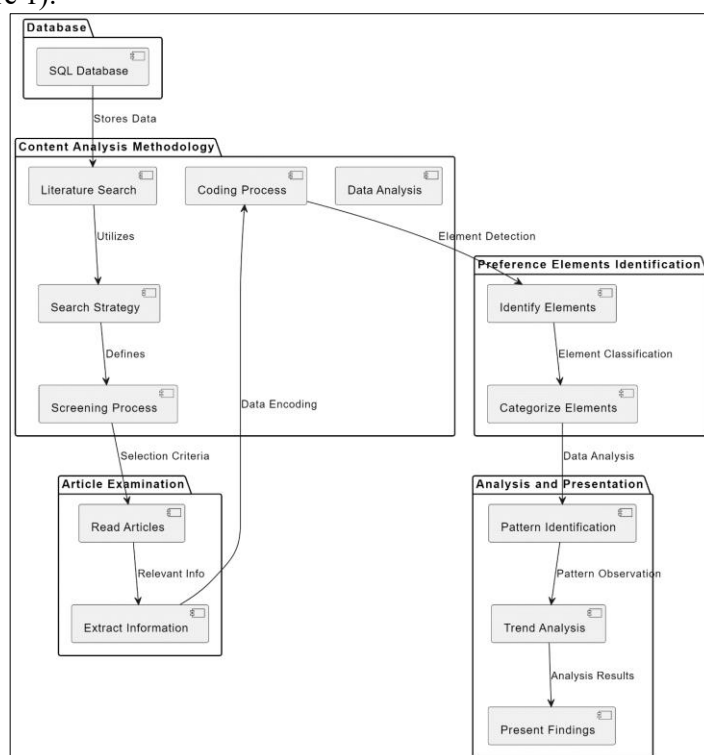 Database
SQL Database
Stores Data
Content Analysis Methodology
Literature Search
Coding Process
Data Analysis
Utilizes
Element Detection
Preference Elements Identification
Search Strategy
Identify Elements
Defines
Element Classification
Screening Process
Data Encoding
Categorize Elements
Selection Criteria
Data Analysis
Article Examination
Analysis and Presentation
Read Articles
Pattern Identification
Relevant Info
Pattern Observation
Extract Information
Trend Analysis
Analysis Results
Present Findings